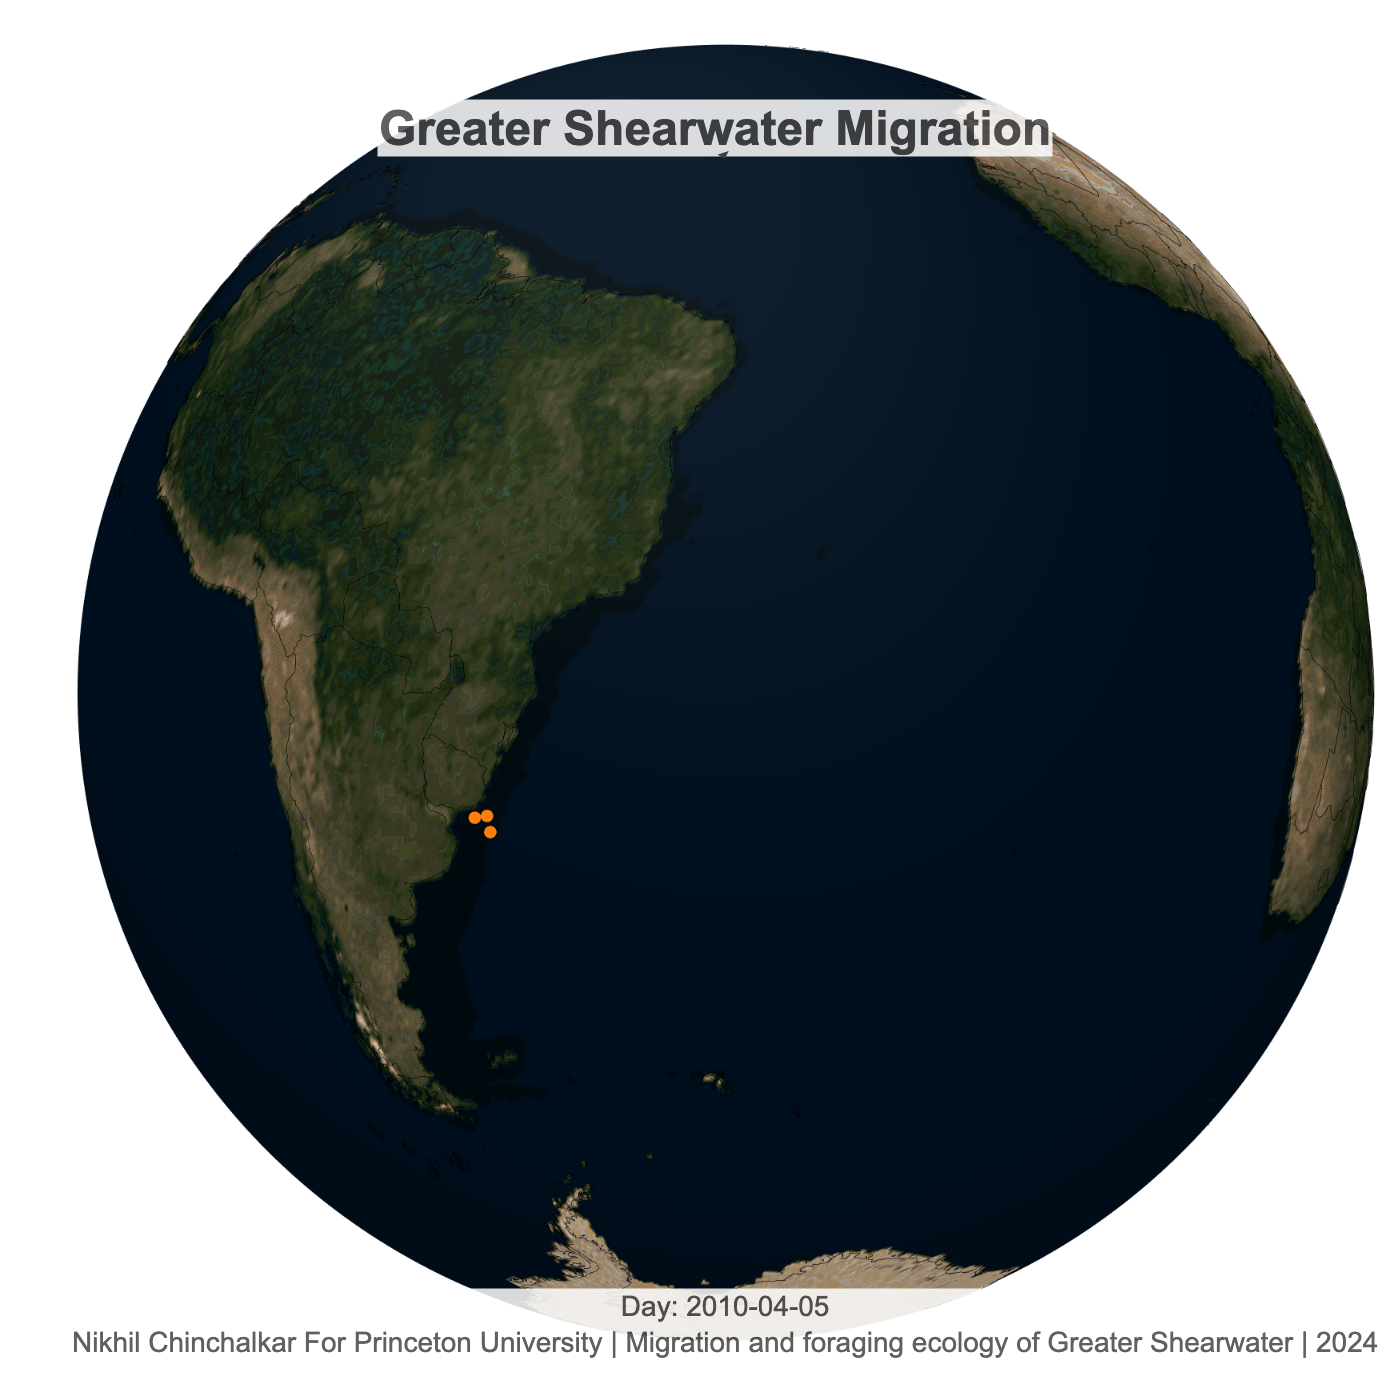 Greater Shearwater Migration
Day: 2010-04-05
Nikhil Chinchalkar For Princeton University | Migration and foraging ecology of Greater Shearwater | 2024